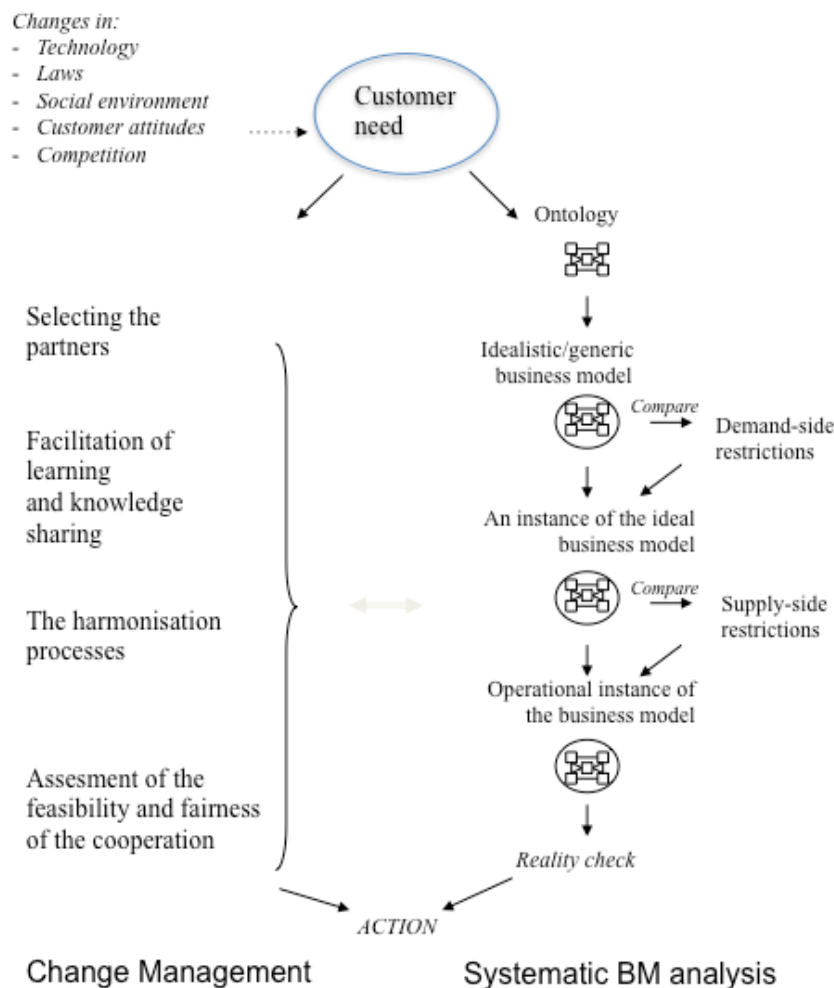 Changes in:
- Technology
- Laws
- Social environment
- Customer attitudes
- Competition
Customer
need
Ontology
Selecting the
partners
Idealistic/generic
business model
Compare
Demand-side
restrictions
Facilitation of
learning
and knowledge
sharing
An instance of the ideal
business model
Compare
Supply-side
restrictions
The harmonisation
processes
Operational instance of
the business model
Assesment of the
feasibility and fairness
of the cooperation
Reality check
ACTION
Change Management
Systematic BM analysis